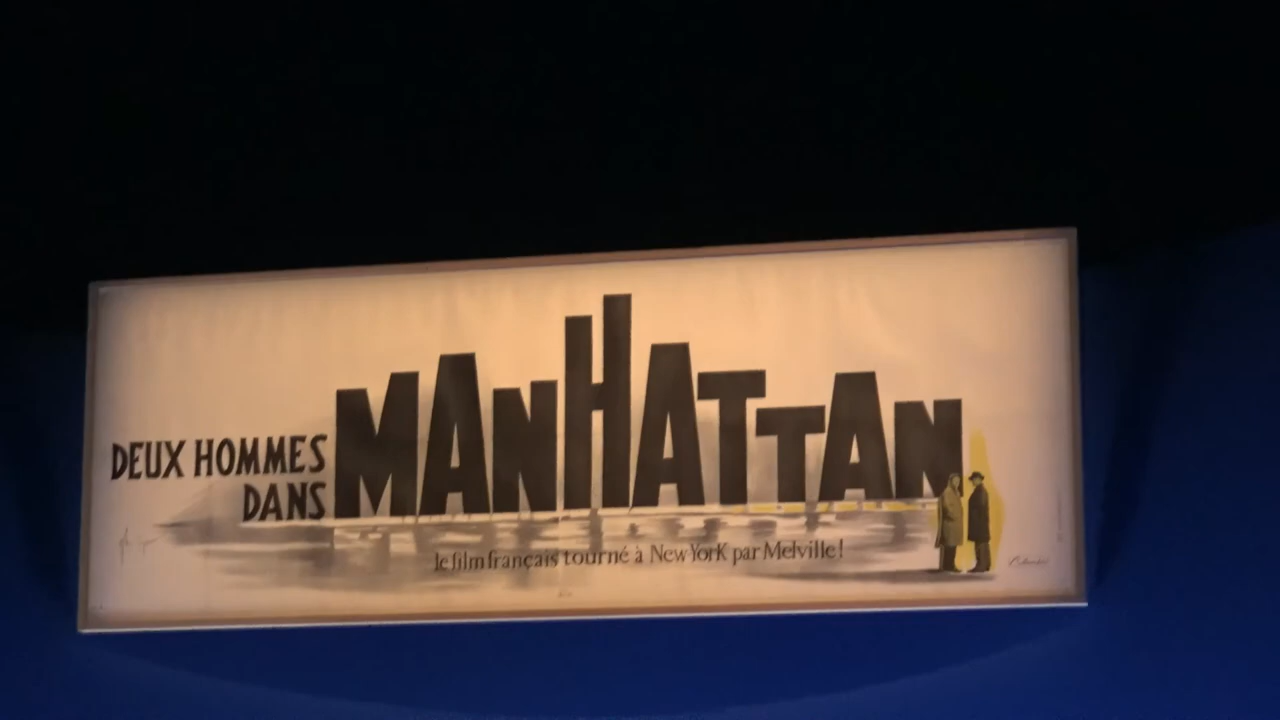 DEUX HOMMES
DANS
MANHATTAN
le film français tourné à New-York par Melville!